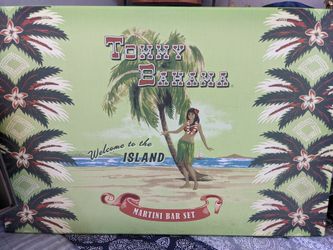 TOMMY
BAHAMA
Welcome to the
ISLAND
MARTINI BAR SET